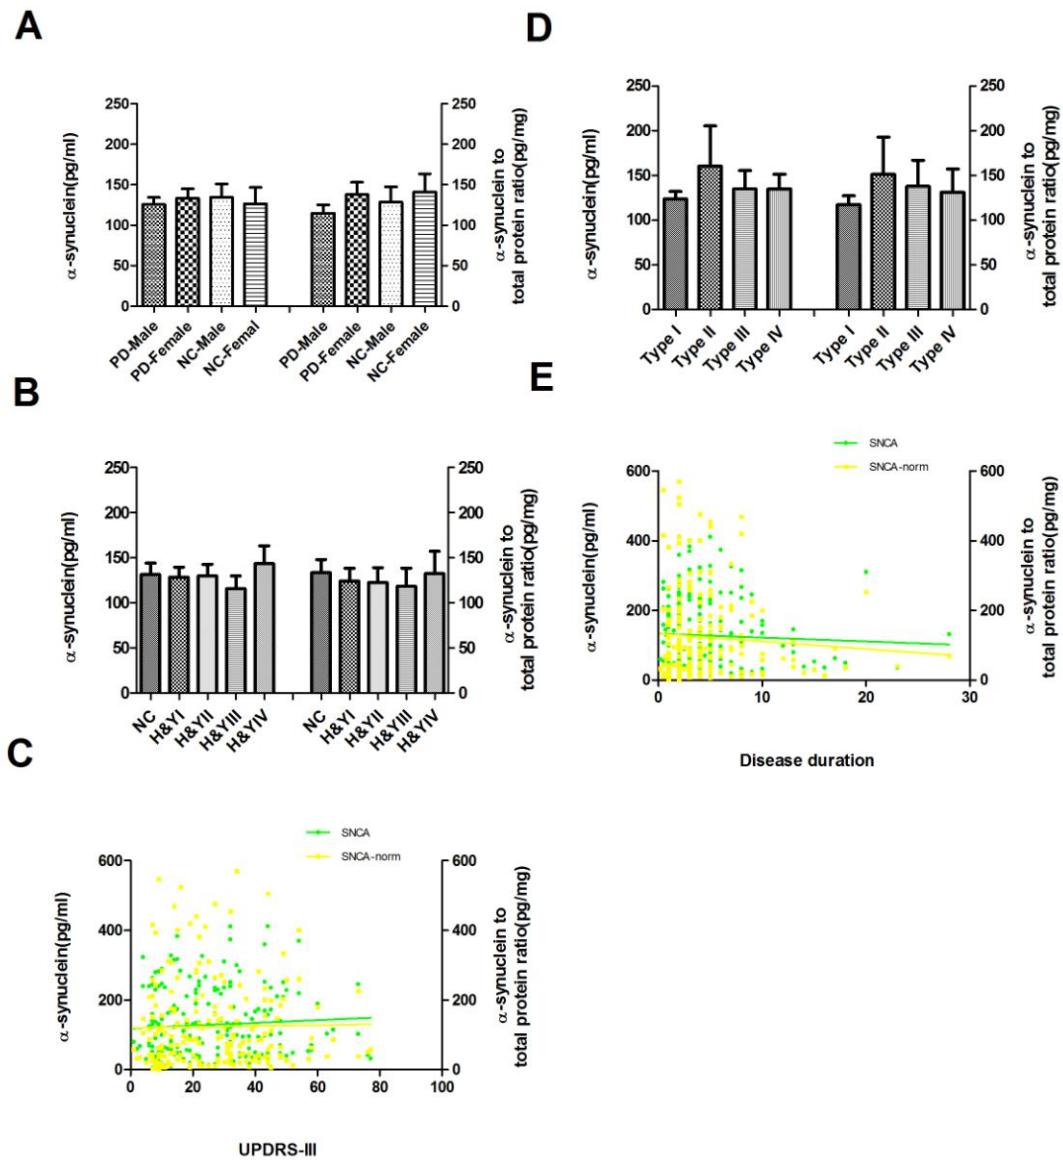 A
α-synuclein(pg/ml)
250
200
150
100
50
0
250
200
150
100
50
0
α-synuclein to
total protein ratio(pg/mg)
PD-Male
PD-Female
NC-Male
NC-Femal
PD-Male
PD-Female
NC-Male
NC-Female
D
α-synuclein(pg/ml)
250
200
150
100
50
0
250
200
150
100
50
0
α-synuclein to
total protein ratio(pg/mg)
Type I
Type II
Type III
Type IV
Type I
Type II
Type III
Type IV
B
α-synuclein(pg/ml)
250
200
150
100
50
0
250
200
150
100
50
0
α-synuclein to
total protein ratio(pg/mg)
NC
H&YI
H&YII
H&YIII
H&YIV
NC
H&YI
H&YII
H&YIII
H&YIV
E
SNCA
SNCA-norm
α-synuclein(pg/ml)
600
400
200
0
600
400
200
0
α-synuclein to
total protein ratio(pg/mg)
0 10 20 30
Disease duration
C
SNCA
SNCA-norm
α-synuclein(pg/ml)
600
400
200
0
600
400
200
0
α-synuclein to
total protein ratio(pg/mg)
0 20 40 60 80 100
UPDRS-III